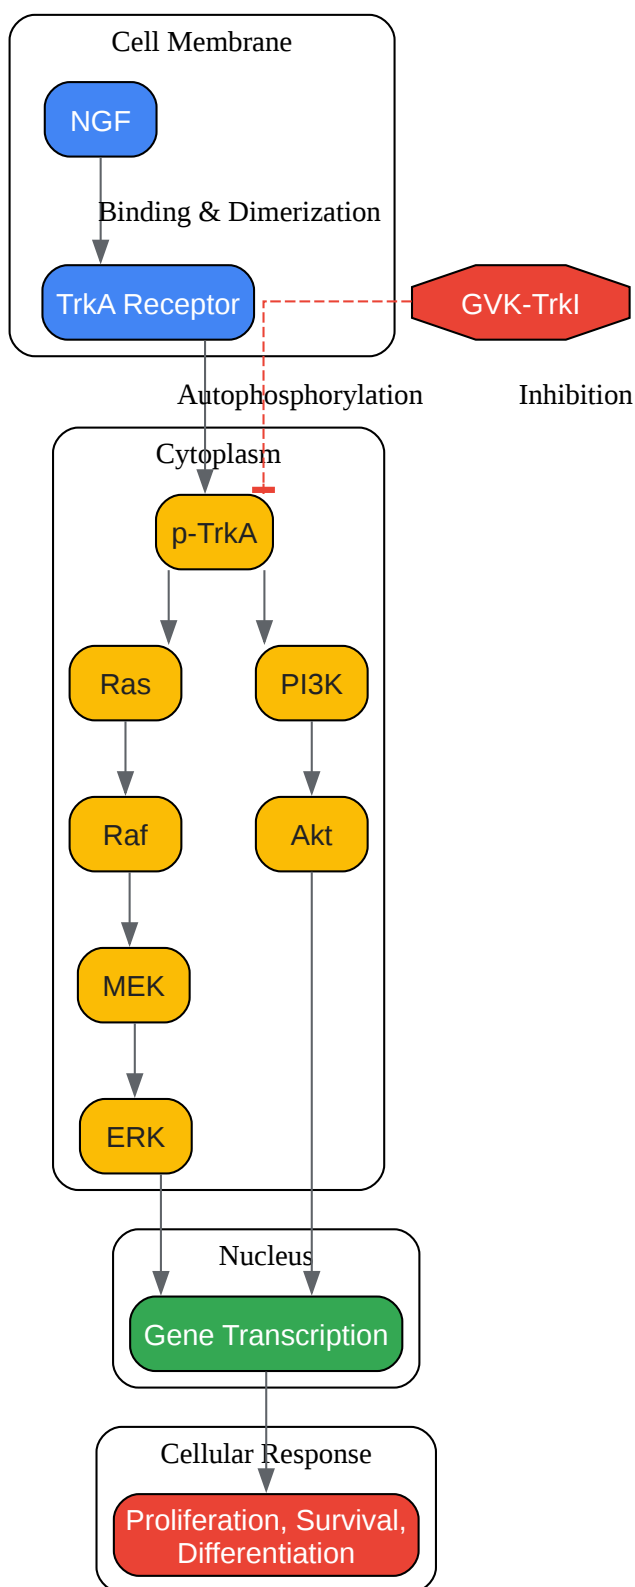 Cell Membrane
NGF
Binding & Dimerization
TrkA Receptor
GVK-TrkI
Autophosphorylation
Inhibition
Cytoplasm
p-TrkA
Ras
PI3K
Raf
Akt
MEK
ERK
Nucleus
Gene Transcription
Cellular Response
Proliferation, Survival,
Differentiation